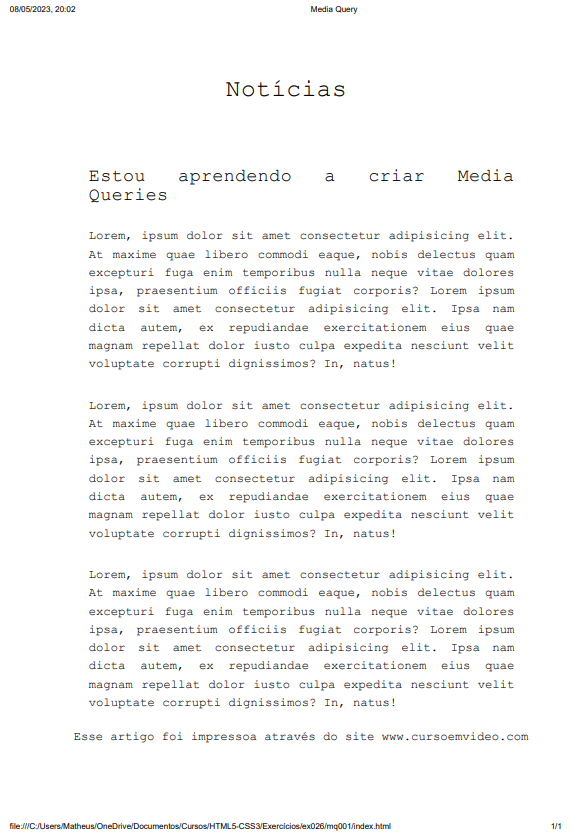 08/05/2023, 20:02 Media Query
Notícias
Estou aprendendo a criar Media
Queries
Lorem, ipsum dolor sit amet consectetur adipisicing elit.
At maxime quae libero commodi eaque, nobis delectus quam
excepturi fuga enim temporibus nulla neque vitae dolores
ipsa, praesentium officiis fugiat corporis? Lorem ipsum
dolor sit amet consectetur adipisicing elit. Ipsa nam
dicta autem, ex repudiandae exercitationem eius quae
magnam repellat dolor iusto culpa expedita nesciunt velit
voluptate corrupti dignissimos? In, natus!
Lorem, ipsum dolor sit amet consectetur adipisicing elit.
At maxime quae libero commodi eaque, nobis delectus quam
excepturi fuga enim temporibus nulla neque vitae dolores
ipsa, praesentium officiis fugiat corporis? Lorem ipsum
dolor sit amet consectetur adipisicing elit. Ipsa nam
dicta autem, ex repudiandae exercitationem eius quae
magnam repellat dolor iusto culpa expedita nesciunt velit
voluptate corrupti dignissimos? In, natus!
Lorem, ipsum dolor sit amet consectetur adipisicing elit.
At maxime quae libero commodi eaque, nobis delectus quam
excepturi fuga enim temporibus nulla neque vitae dolores
ipsa, praesentium officiis fugiat corporis? Lorem ipsum
dolor sit amet consectetur adipisicing elit. Ipsa nam
dicta autem, ex repudiandae exercitationem eius quae
magnam repellat dolor iusto culpa expedita nesciunt velit
voluptate corrupti dignissimos? In, natus!
Esse artigo foi impressoa através do site www.cursoemvideo.com
file:///C:/Users/Matheus/OneDrive/Documentos/Cursos/HTML5-CSS3/Exercícios/ex026/mq001/index.html 1/1